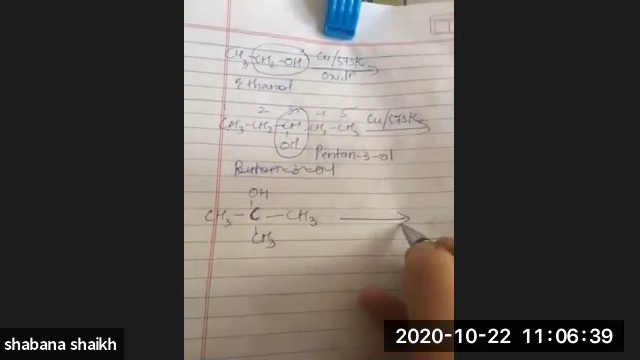 CH3-CH2-OH Cu/573K
Oxidn
Ethanol
2 3 4 5
CH3-CH2-CH-CH2-CH3 Cu/573K
OH
Pentan-3-ol
OH
CH3-C-CH3
CH3
shabana shaikh
2020-10-22 11:06:39